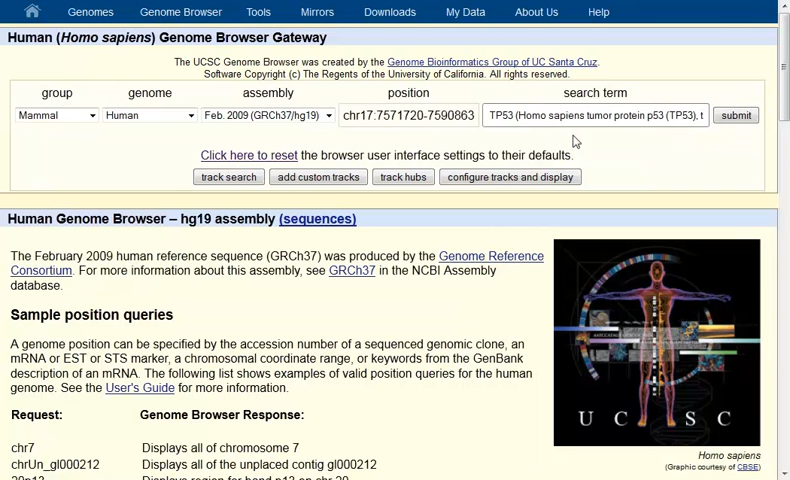 Genomes Genome Browser Tools Mirrors Downloads My Data About Us Help
Human (Homo sapiens) Genome Browser Gateway
The UCSC Genome Browser was created by the Genome Bioinformatics Group of UC Santa Cruz.
Software Copyright (c) The Regents of the University of California. All rights reserved.
group genome assembly position search term
Mammal Human Feb. 2009 (GRCh37/hg19) chr17:7571720-7590863 TP53 (Homo sapiens tumor protein p53 (TP53), t submit
Click here to reset the browser user interface settings to their defaults.
track search add custom tracks track hubs configure tracks and display
Human Genome Browser – hg19 assembly (sequences)
The February 2009 human reference sequence (GRCh37) was produced by the Genome Reference
Consortium. For more information about this assembly, see GRCh37 in the NCBI Assembly
database.
Sample position queries
A genome position can be specified by the accession number of a sequenced genomic clone, an
mRNA or EST or STS marker, a chromosomal coordinate range, or keywords from the GenBank
description of an mRNA. The following list shows examples of valid position queries for the human
genome. See the User's Guide for more information.
Request: Genome Browser Response:
chr7 Displays all of chromosome 7
chrUn_gl000212 Displays all of the unplaced contig gl000212
20p13 Displays region for band p13 on chr 20
U C S C
Homo sapiens
(Graphic courtesy of CBSE)